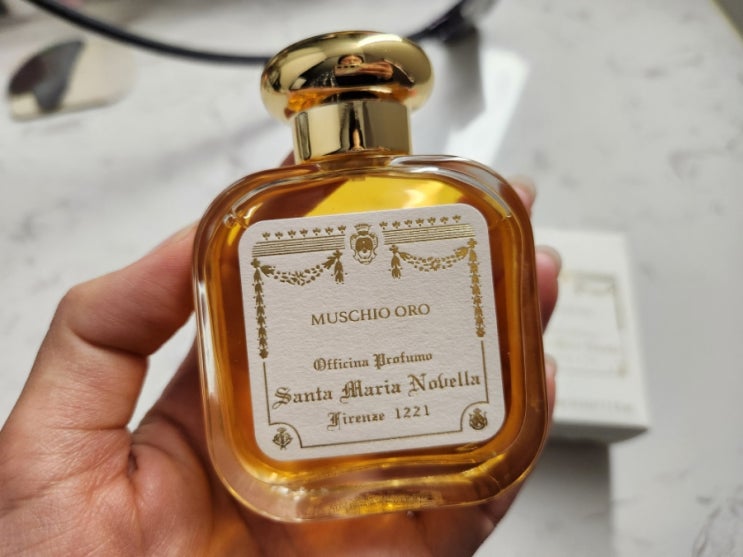 MUSCHIO ORO
Officina Profumo
Santa Maria Novella
Firenze 1221